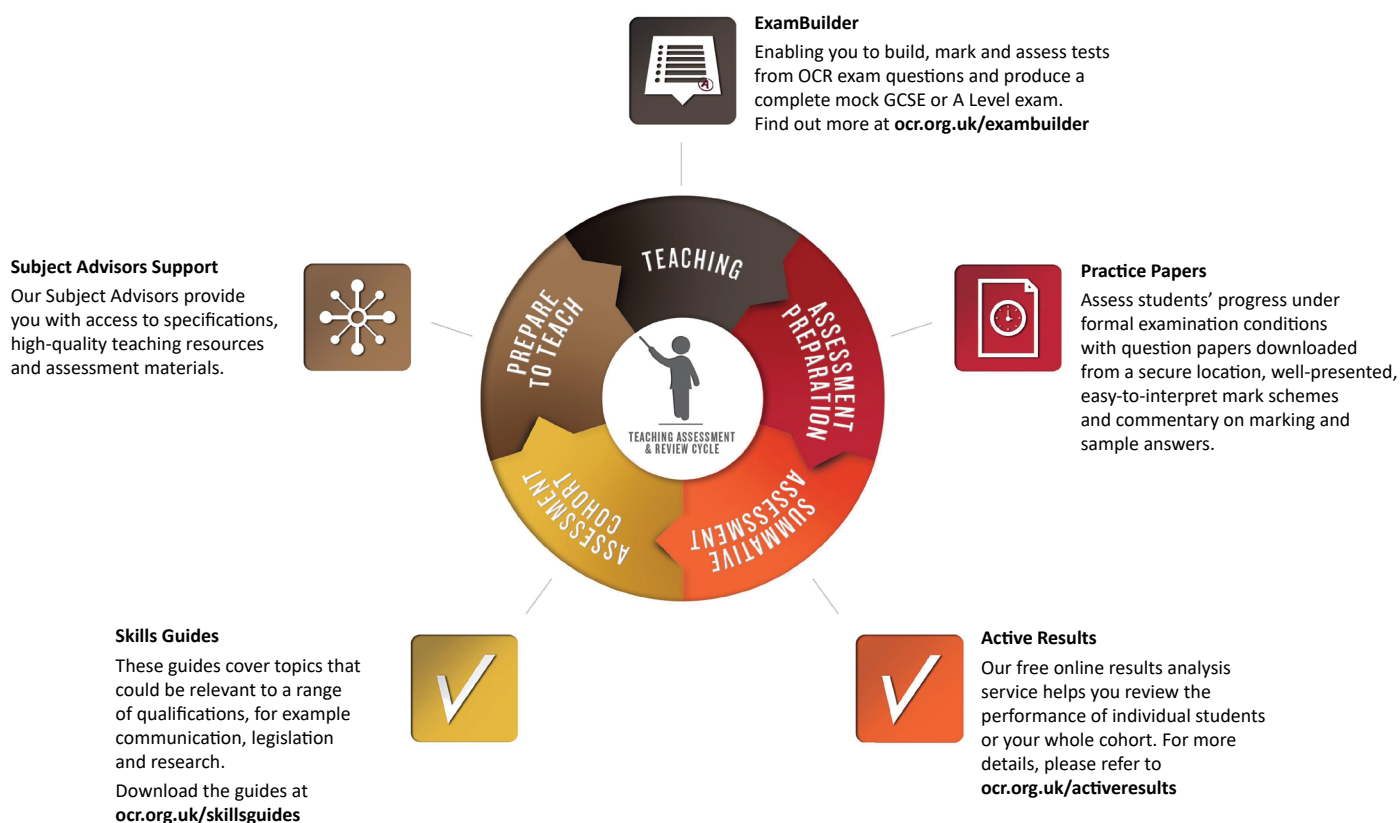 ExamBuilder
Enabling you to build, mark and assess tests
from OCR exam questions and produce a
complete mock GCSE or A Level exam.
Find out more at ocr.org.uk/exambuilder
Subject Advisors Support
Our Subject Advisors provide
you with access to specifications,
high-quality teaching resources
and assessment materials.
TEACHING
PREPARE
TO TEACH
ASSESSMENT
PREPARATION
TEACHING ASSESSMENT
& REVIEW CYCLE
ASSESSMENT
COHORT
SUMMATIVE
ASSESSMENT
A
Practice Papers
Assess students’ progress under
formal examination conditions
with question papers downloaded
from a secure location, well-presented,
easy-to-interpret mark schemes
and commentary on marking and
sample answers.
Skills Guides
These guides cover topics that
could be relevant to a range
of qualifications, for example
communication, legislation
and research.
Download the guides at
ocr.org.uk/skillsguides
Active Results
Our free online results analysis
service helps you review the
performance of individual students
or your whole cohort. For more
details, please refer to
ocr.org.uk/activeresults